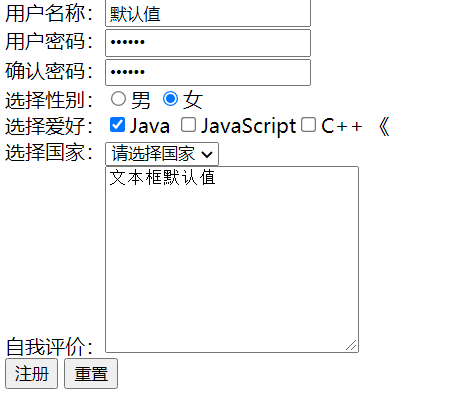 用户名称： 默认值
用户密码： ••••••
确认密码： ••••••
选择性别： 男 女
选择爱好： Java JavaScript C++ 《
选择国家： 请选择国家
文本框默认值
自我评价：
注册 重置